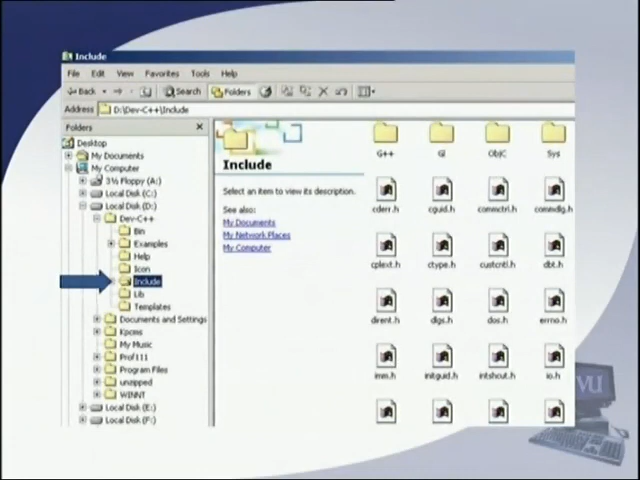 Include
File Edit View Favorites Tools Help
Back Search Folders
Address D:\Dev-C++\Include
Folders
Desktop
My Documents
My Computer
3½ Floppy (A:)
Local Disk (C:)
Local Disk (D:)
Dev-C++
Bin
Examples
Help
Icon
Include
Lib
Templates
Documents and Settings
Kpcms
My Music
Prof111
Program Files
unzipped
WINNT
Local Disk (E:)
Local Disk (F:)
Include
Select an item to view its description.
See also:
My Documents
My Network Places
My Computer
G++ Gl ObjC Sys
cderr.h cguid.h commctrl.h commdlg.h
cplext.h ctype.h custcntl.h dbt.h
dirent.h dlgs.h dos.h errno.h
imm.h initguid.h intshcut.h io.h
VU